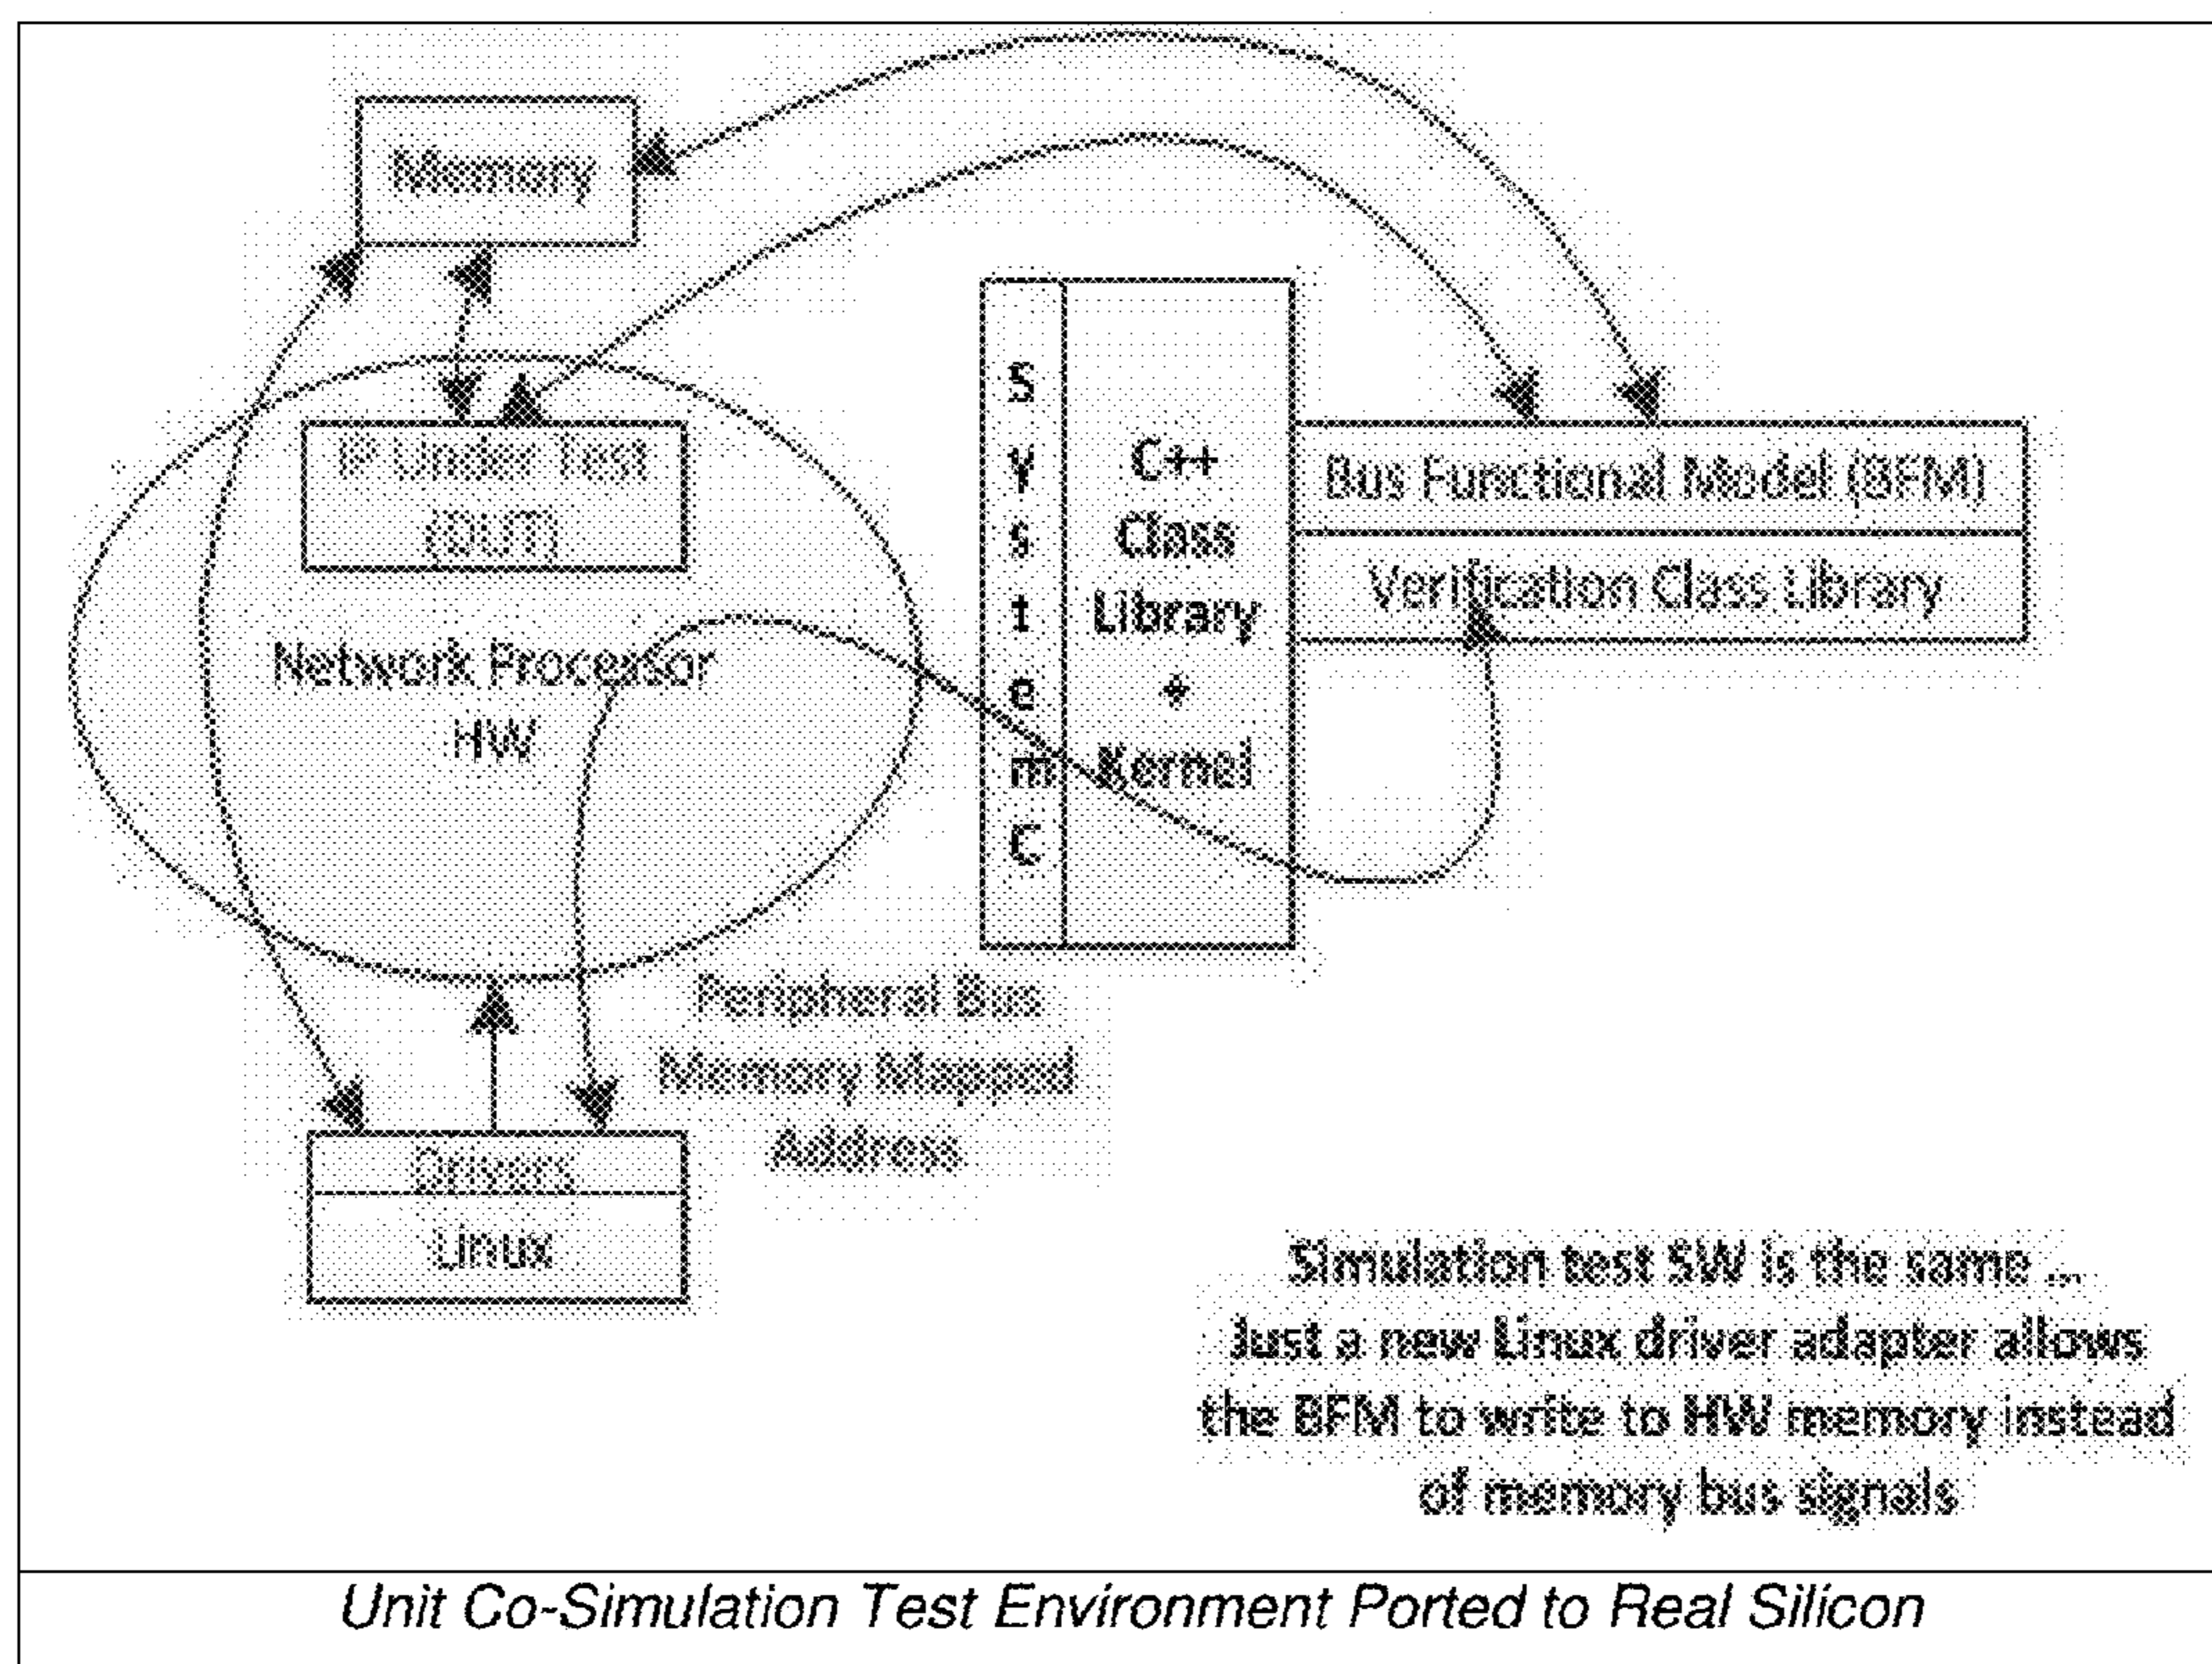 Memory
IP Under Test
(DUT)
Network Processor
HW
SystemC
C++
Class
Library
+
Kernel
Bus Functional Model (BFM)
Verification Class Library
Peripheral Bus
Memory Mapped
Address
Drivers
Linux
Simulation test SW is the same ...
Just a new Linux driver adapter allows
the BFM to write to HW memory instead
of memory bus signals
Unit Co-Simulation Test Environment Ported to Real Silicon